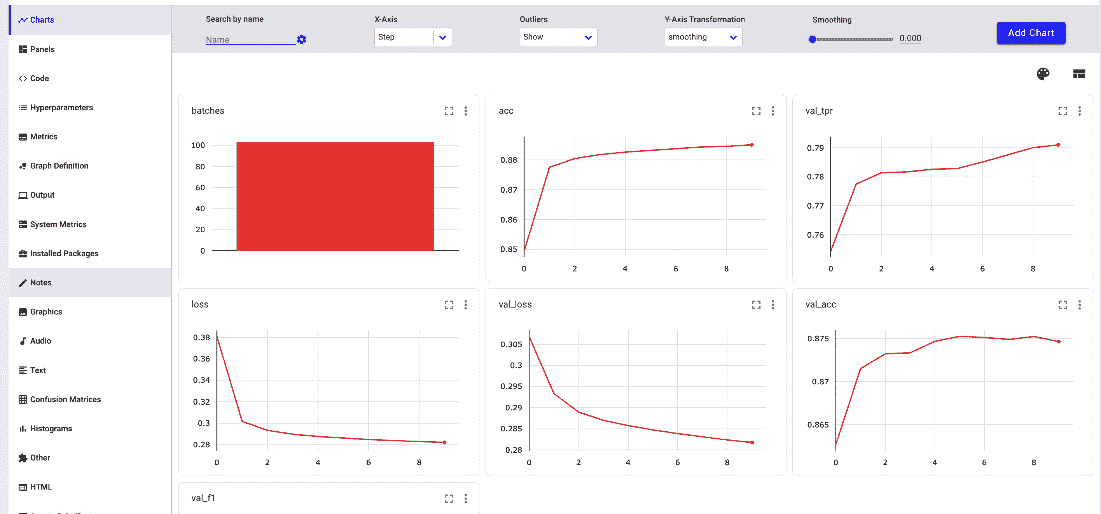 Charts
Panels
Code
Hyperparameters
Metrics
Graph Definition
Output
System Metrics
Installed Packages
Notes
Graphics
Audio
Text
Confusion Matrices
Histograms
Other
HTML
Search by name
Name
X-Axis
Step
Outliers
Show
Y-Axis Transformation
smoothing
Smoothing
0.000
Add Chart
batches
100
80
60
40
20
0
acc
0.88
0.87
0.86
0.85
0 2 4 6 8
val_tpr
0.79
0.78
0.77
0.76
0 2 4 6 8
loss
0.38
0.36
0.34
0.32
0.3
0.28
0 2 4 6 8
val_loss
0.305
0.3
0.295
0.29
0.285
0.28
0 2 4 6 8
val_acc
0.875
0.87
0.865
0 2 4 6 8
val_f1